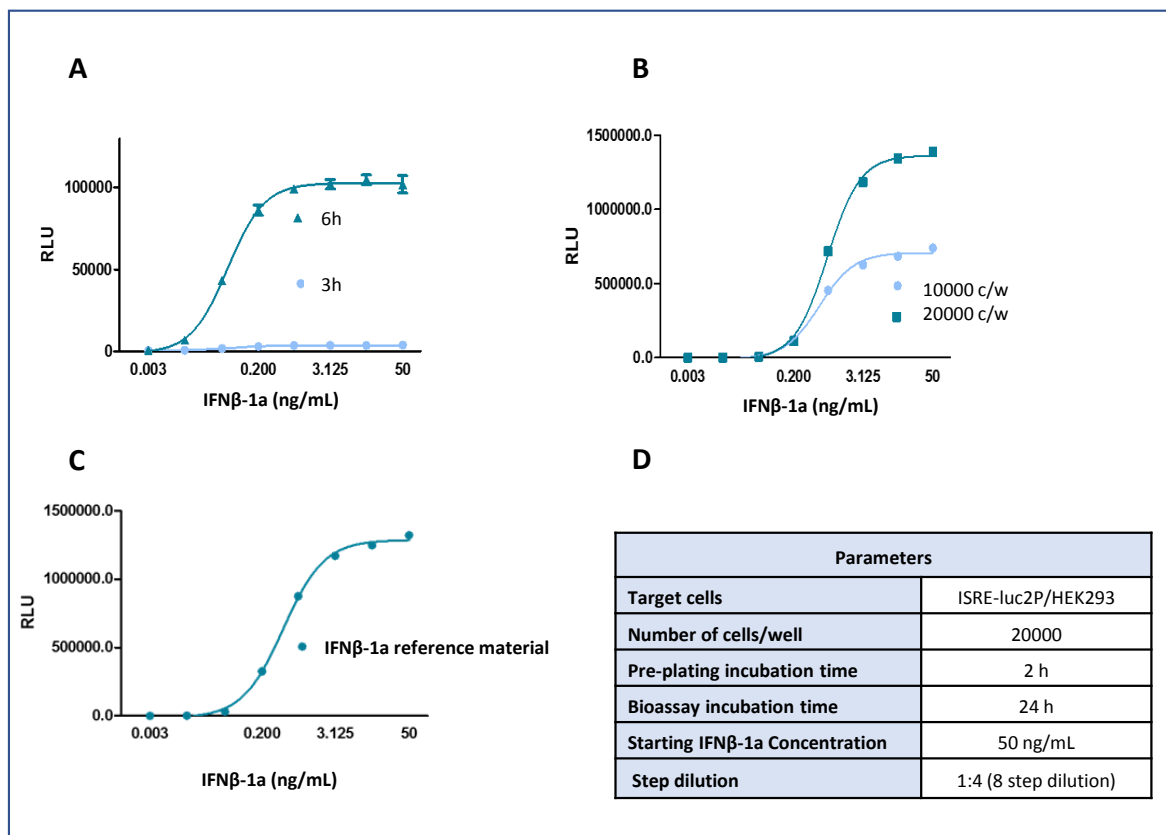 A
100000
50000
0
RLU
6h
3h
0.003 0.200 3.125 50
IFNβ-1a (ng/mL)
B
1500000.0
1000000.0
500000.0
0.0
RLU
10000 c/w
20000 c/w
0.003 0.200 3.125 50
IFNβ-1a (ng/mL)
C
1500000.0
1000000.0
500000.0
0.0
RLU
IFNβ-1a reference material
0.003 0.200 3.125 50
IFNβ-1a (ng/mL)
D
Parameters
Target cells ISRE-luc2P/HEK293
Number of cells/well 20000
Pre-plating incubation time 2 h
Bioassay incubation time 24 h
Starting IFNβ-1a Concentration 50 ng/mL
Step dilution 1:4 (8 step dilution)